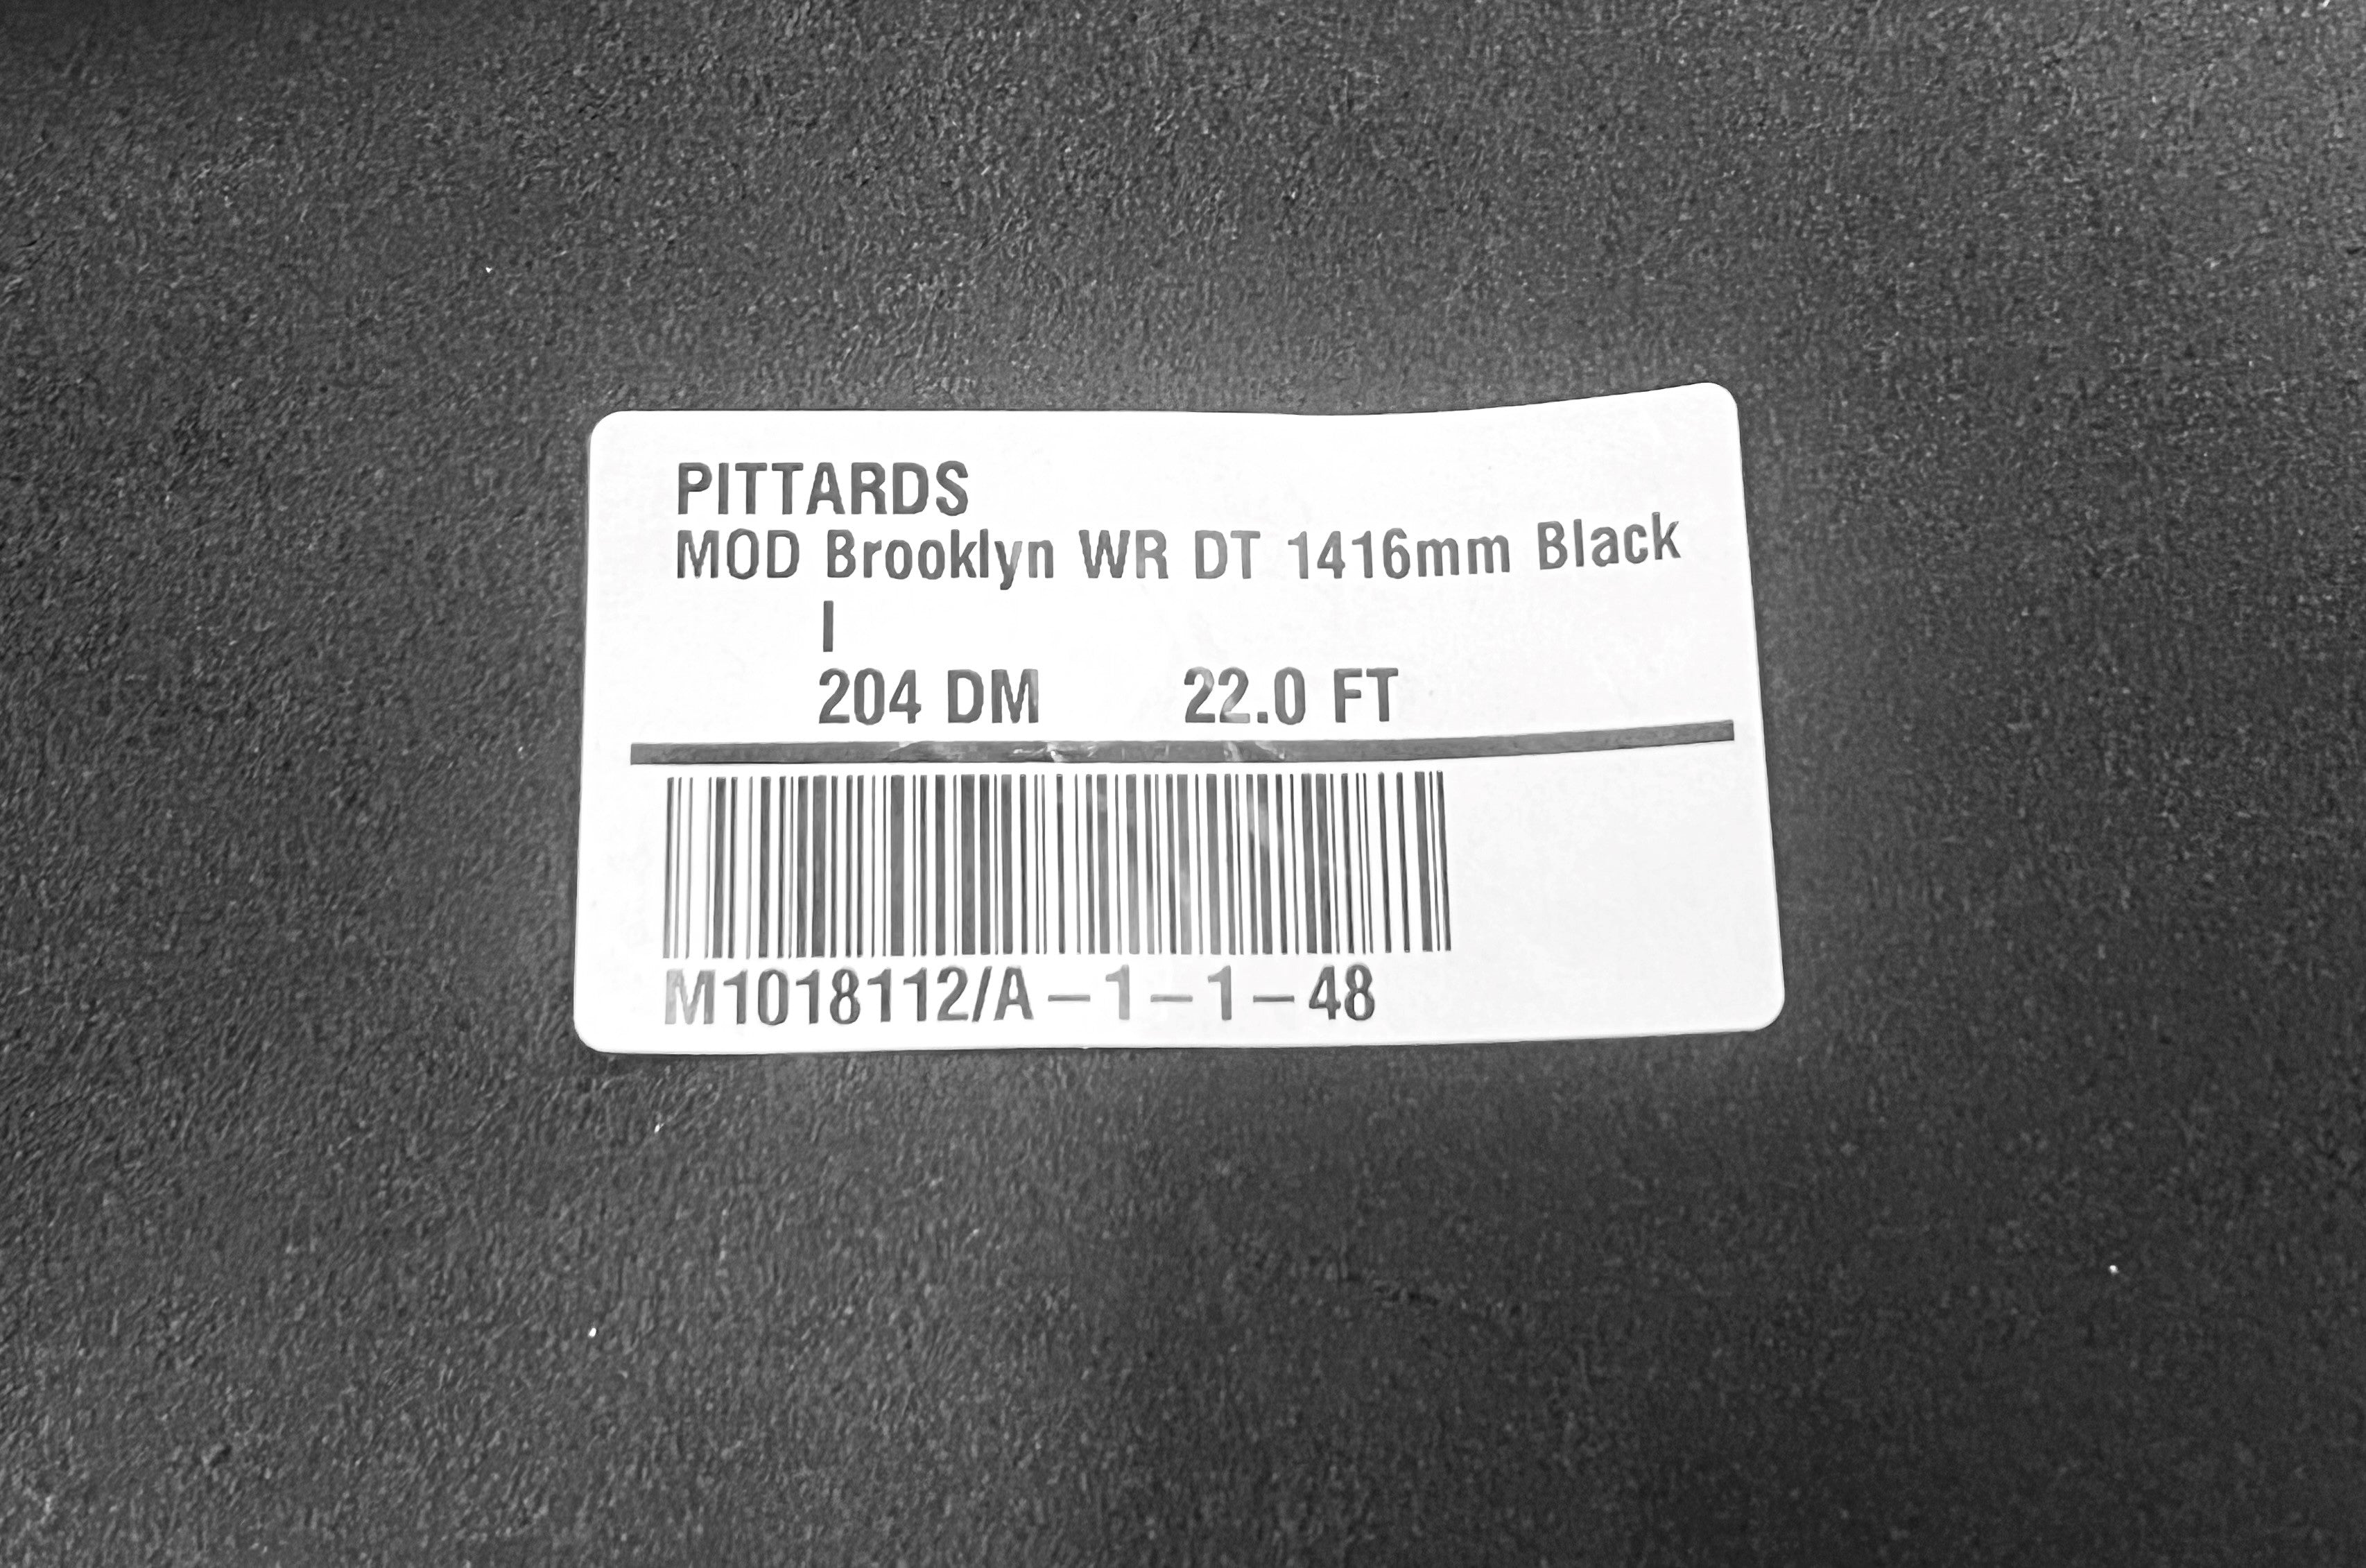 PITTARDS
MOD Brooklyn WR DT 1416mm Black
I
204 DM 22.0 FT
M1018112/A-1-1-48